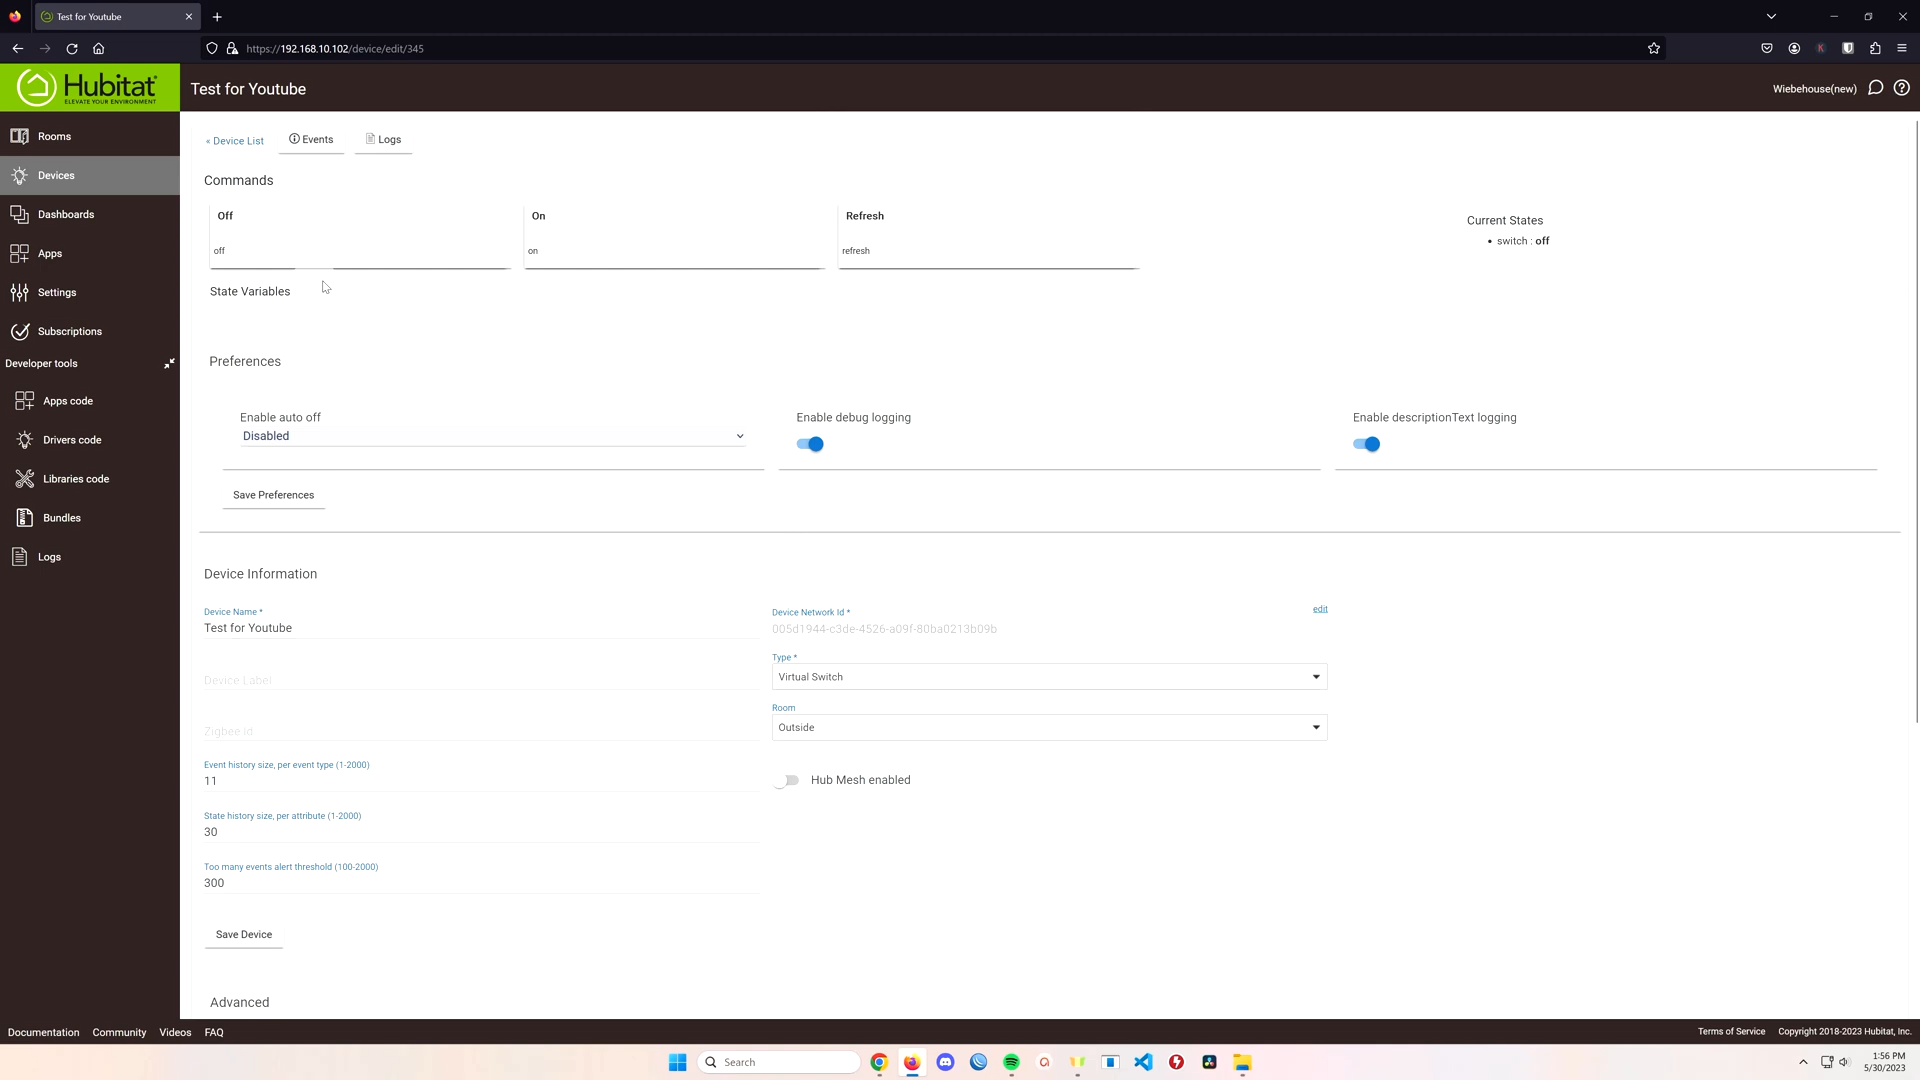 Test for Youtube
https://192.168.10.102/device/edit/345
Hubitat
ELEVATE YOUR ENVIRONMENT
Test for Youtube
Wiebehouse(new)
Rooms
Devices
Dashboards
Apps
Settings
Subscriptions
Developer tools
Apps code
Drivers code
Libraries code
Bundles
Logs
« Device List
Events
Logs
Commands
Off
On
Refresh
off
on
refresh
Current States
• switch : off
State Variables
Preferences
Enable auto off
Disabled
Enable debug logging
Enable descriptionText logging
Save Preferences
Device Information
Device Name *
Test for Youtube
Device Label
Zigbee Id
Event history size, per event type (1-2000)
11
State history size, per attribute (1-2000)
30
Too many events alert threshold (100-2000)
300
Device Network Id *
edit
005d1944-c3de-4526-a09f-80ba0213b09b
Type *
Virtual Switch
Room
Outside
Hub Mesh enabled
Save Device
Advanced
Documentation
Community
Videos
FAQ
Terms of Service
Copyright 2018-2023 Hubitat, Inc.
Search
1:56 PM
5/30/2023